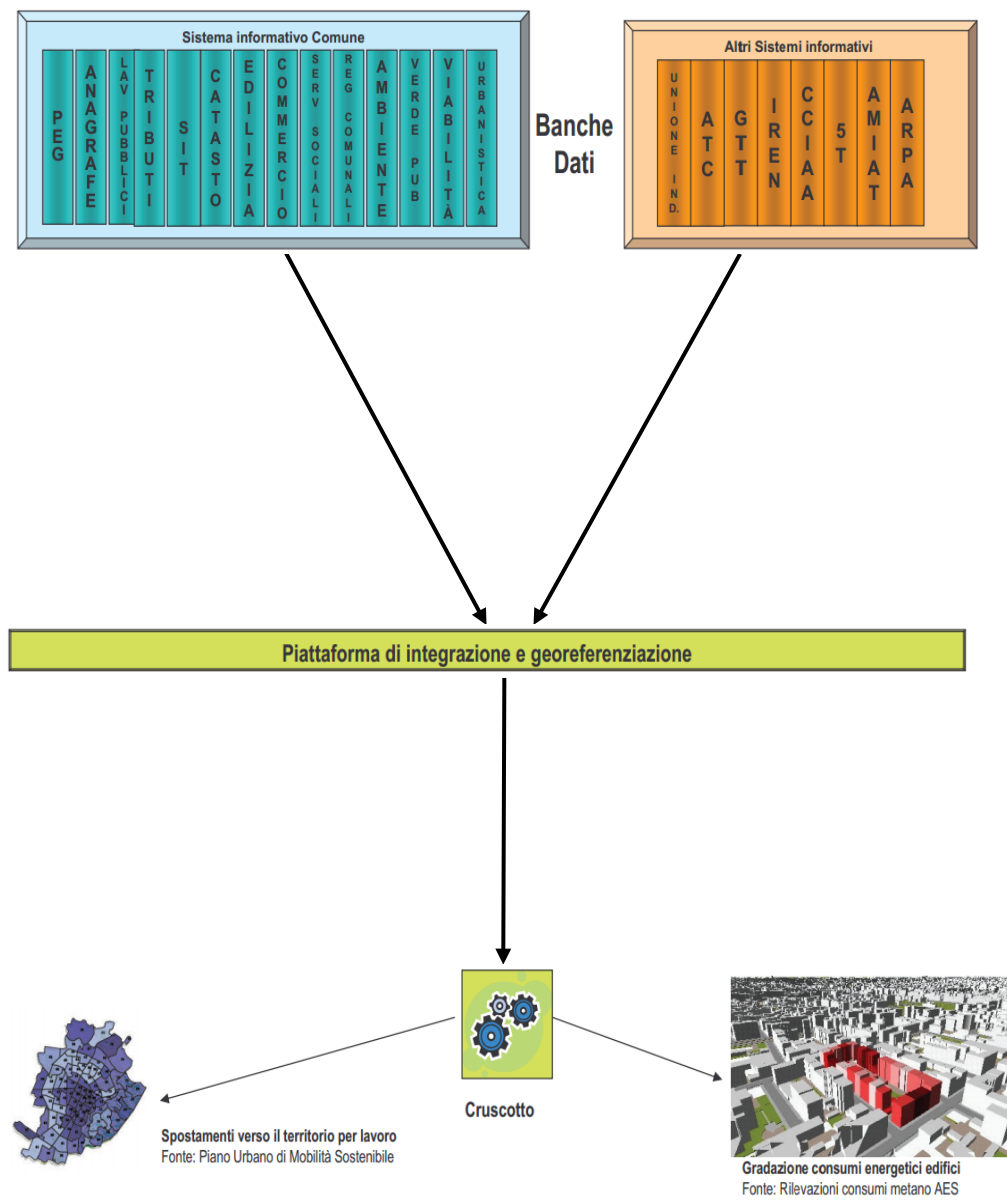 Sistema informativo Comune
PEG
ANAGRAFE
LAV PUBBLICI
TRIBUTI
SIT
CATASTO
EDILIZIA
COMMERCIO
SERV SOCIALI
REG COMUNALI
AMBIENTE
VERDE PUB
VIABILITÀ
URBANISTICA
Banche
Dati
Altri Sistemi informativi
UNIONE IND.
ATC
GTT
IREN
CCIAA
5T
AMIAT
ARPA
Piattaforma di integrazione e georeferenziazione
Cruscotto
Spostamenti verso il territorio per lavoro
Fonte: Piano Urbano di Mobilità Sostenibile
Gradazione consumi energetici edifici
Fonte: Rilevazioni consumi metano AES